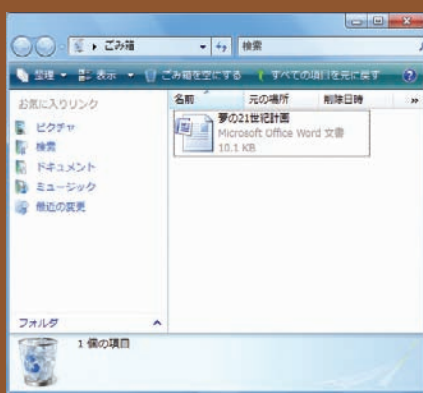 ごみ箱
検索
整理 表示 ごみ箱を空にする すべての項目を元に戻す
お気に入りリンク
ピクチャ
検索
ドキュメント
ミュージック
最近の変更
フォルダ
名前 元の場所 削除日時 »
夢の21世紀計画
Microsoft Office Word 文書
10.1 KB
1 個の項目